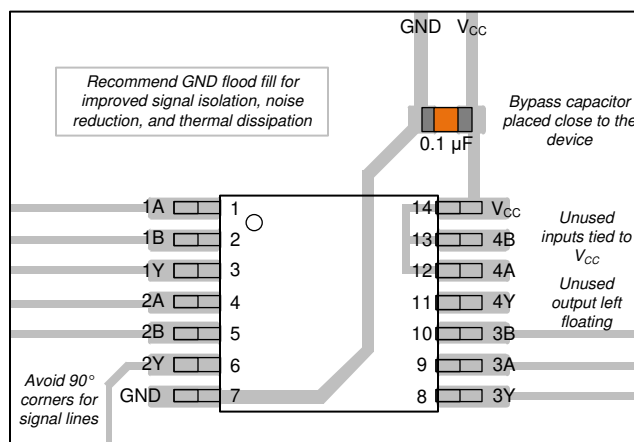 GND VCC
Recommend GND flood fill for
improved signal isolation, noise
reduction, and thermal dissipation
Bypass capacitor
placed close to the
device
0.1 µF
1A 1 14 VCC
1B 2 13 4B
1Y 3 12 4A
2A 4 11 4Y
2B 5 10 3B
2Y 6 9 3A
GND 7 8 3Y
Unused
inputs tied to
VCC
Unused
output left
floating
Avoid 90°
corners for
signal lines